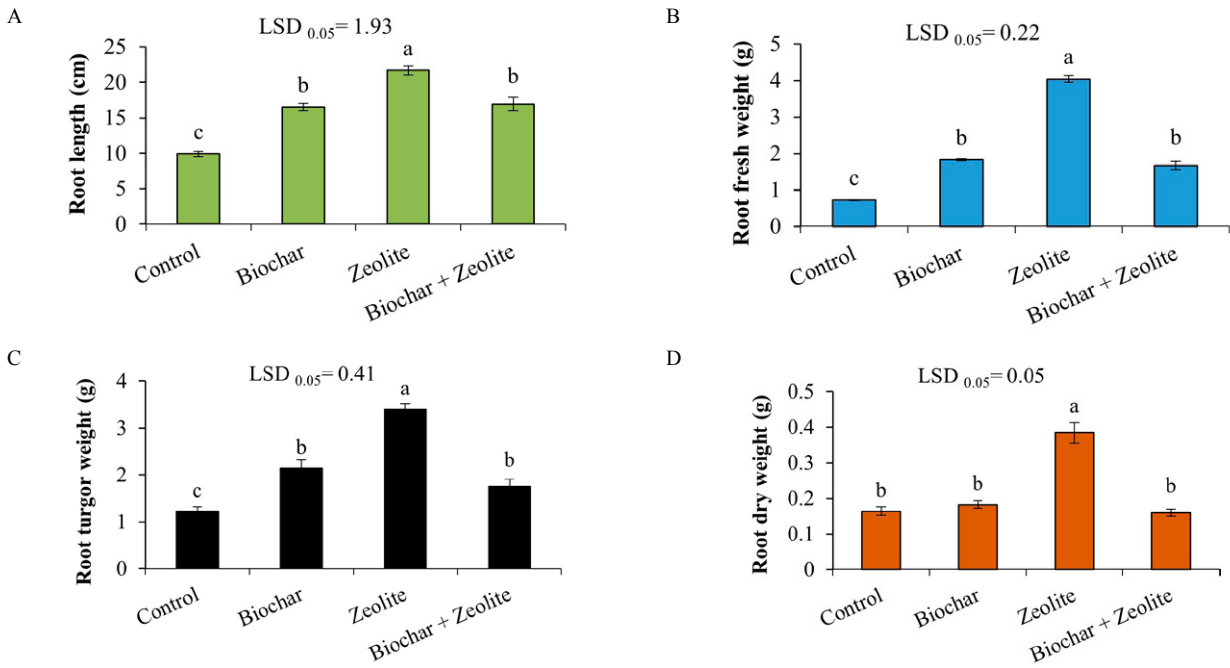 A
LSD 0.05= 1.93
Root length (cm)
25
20
15
10
5
0
c
b
a
b
Control
Biochar
Zeolite
Biochar + Zeolite
B
LSD 0.05= 0.22
Root fresh weight (g)
5
4
3
2
1
0
c
b
a
b
Control
Biochar
Zeolite
Biochar + Zeolite
C
LSD 0.05= 0.41
Root turgor weight (g)
4
3
2
1
0
c
b
a
b
Control
Biochar
Zeolite
Biochar + Zeolite
D
LSD 0.05= 0.05
Root dry weight (g)
0.5
0.4
0.3
0.2
0.1
0
b
b
a
b
Control
Biochar
Zeolite
Biochar + Zeolite